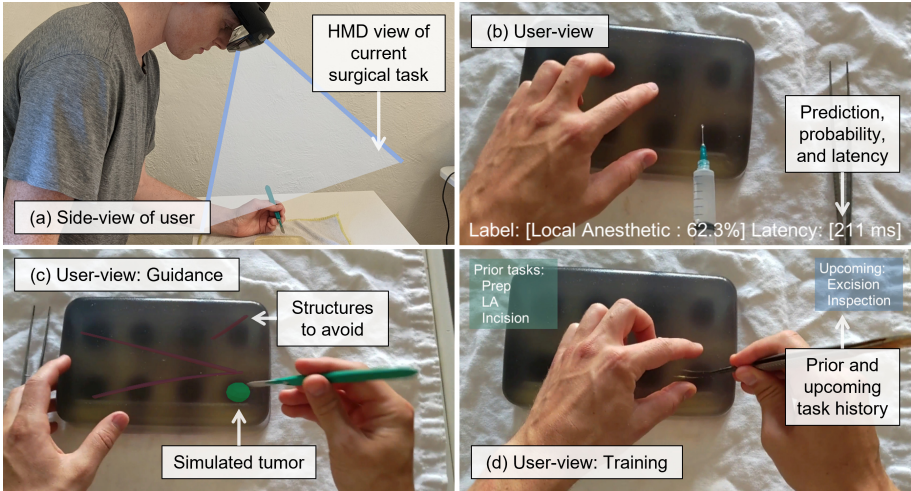 HMD view of
current
surgical task
(a) Side-view of user
(b) User-view
Prediction,
probability,
and latency
Label: [Local Anesthetic : 62.3%] Latency: [211 ms]
(c) User-view: Guidance
Structures
to avoid
Simulated tumor
Prior tasks:
Prep
LA
Incision
Upcoming:
Excision
Inspection
Prior and
upcoming
task history
(d) User-view: Training